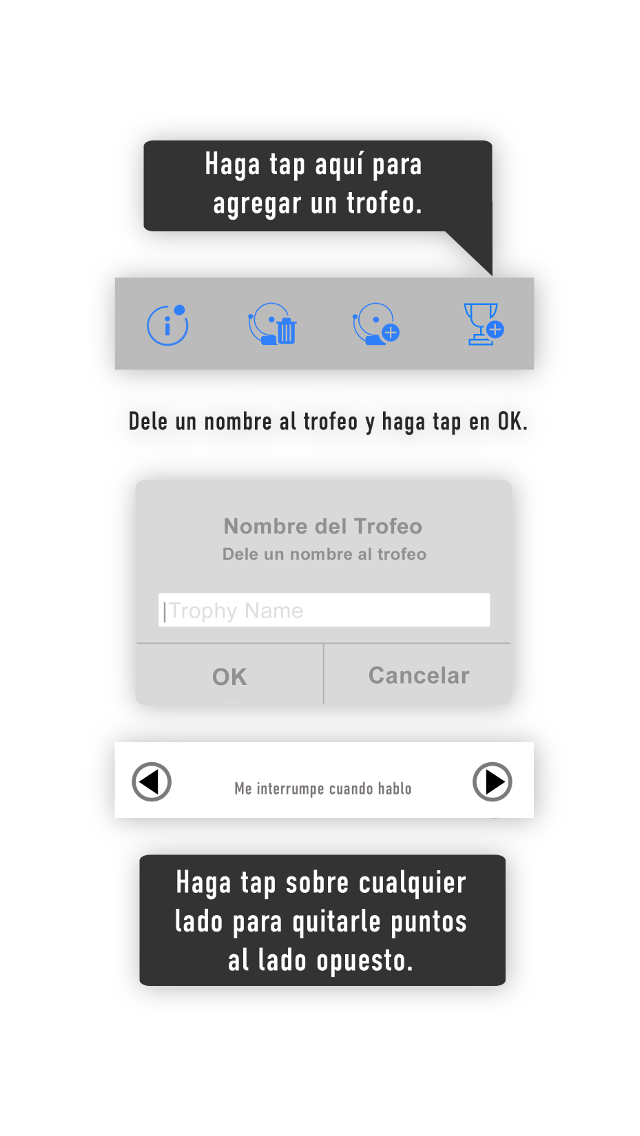 Haga tap aquí para
agregar un trofeo.
Dele un nombre al trofeo y haga tap en OK.
Nombre del Trofeo
Dele un nombre al trofeo
Trophy Name
OK
Cancelar
Me interrumpe cuando hablo
Haga tap sobre cualquier
lado para quitarle puntos
al lado opuesto.